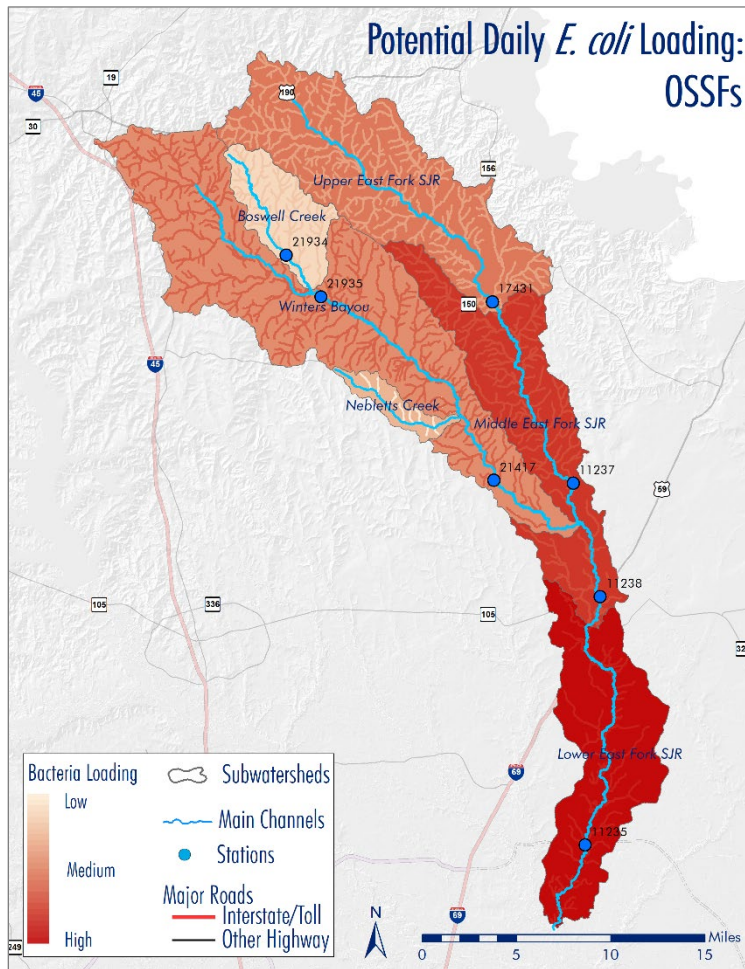 Potential Daily E. coli Loading:
OSSFs
19
45
30
190
156
Upper East Fork SJR
Boswell Creek
21934
21935
17431
150
Winters Bayou
45
Nebletts Creek
Middle East Fork SJR
21417
11237
59
11238
105
336
105
Lower East Fork SJR
69
11235
69
249
Bacteria Loading
Low
Medium
High
Subwatersheds
Main Channels
Stations
Major Roads
Interstate/Toll
Other Highway
N
Miles
0 5 10 15